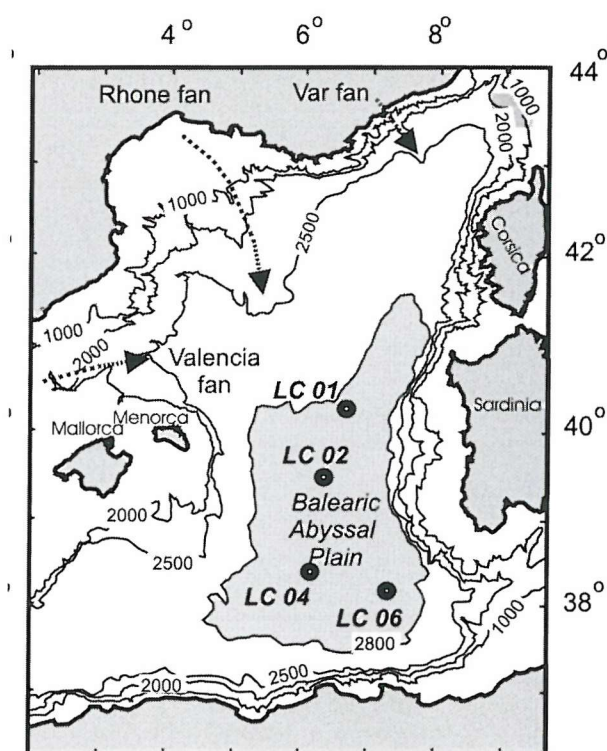 4°
6°
8°
44°
Rhone fan
Var fan
1000
2000
1000
2500
Corsica
42°
1000
2000
Valencia
fan
LC 01
Sardinia
Mallorca
Menorca
40°
LC 02
Balearic
Abyssal
Plain
2000
2500
LC 04
LC 06
38°
1000
2800
2500
2000